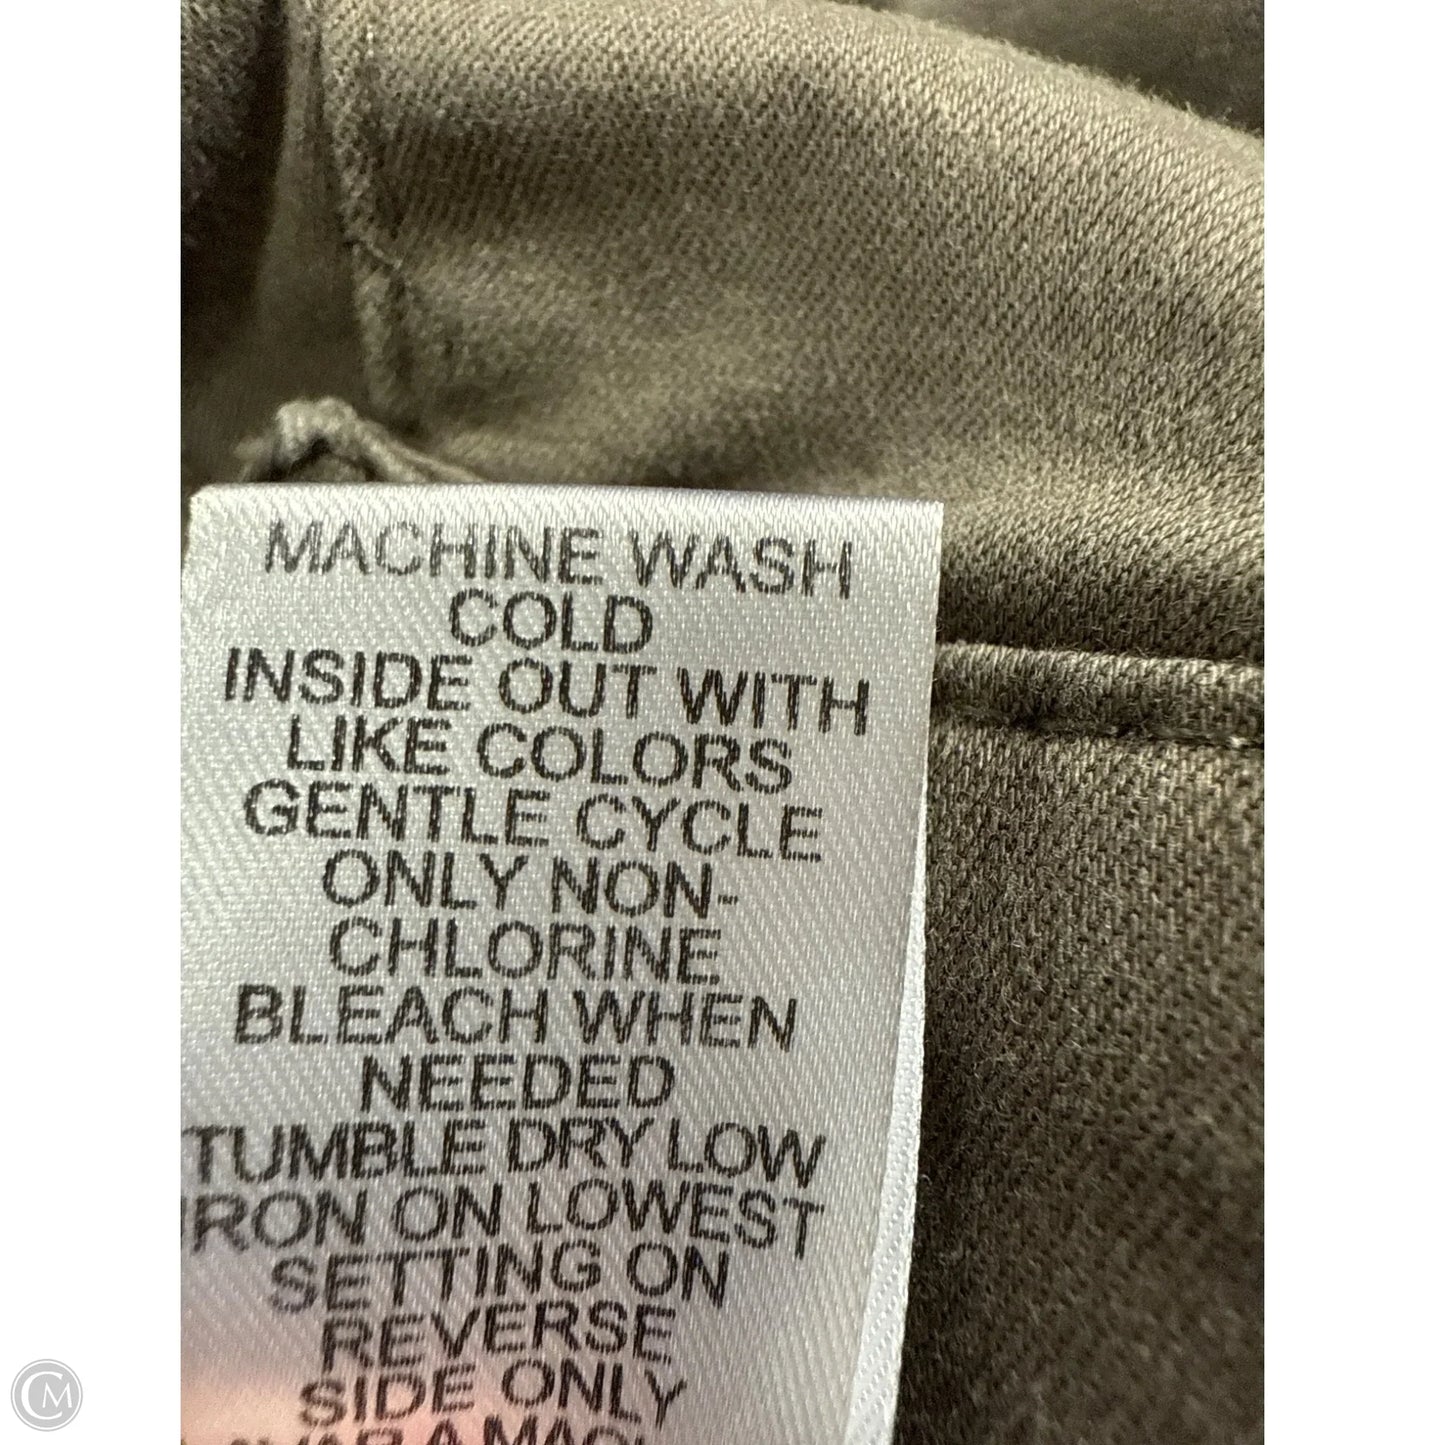 MACHINE WASH
COLD
INSIDE OUT WITH
LIKE COLORS
GENTLE CYCLE
ONLY NON-
CHLORINE
BLEACH WHEN
NEEDED
TUMBLE DRY LOW
IRON ON LOWEST
SETTING ON
REVERSE
SIDE ONLY
CM